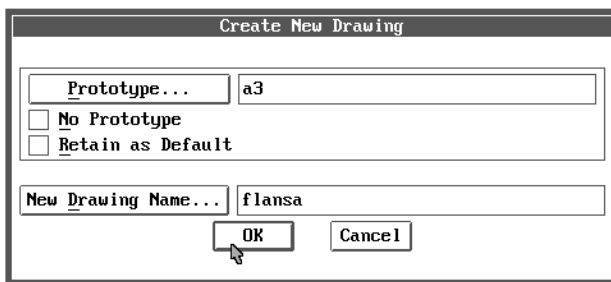 Create New Drawing
Prototype... a3
No Prototype
Retain as Default
New Drawing Name... flansa
OK Cancel